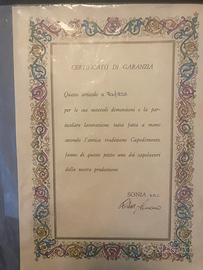 CERTIFICATO DI GARANZIA
Questo articolo n.
per le sue notevoli dimensioni e la par-
ticolare lavorazione tutta fatta a mano
secondo l'antica tradizione Capodimonte,
fanno di questo pezzo uno dei capolavori
della nostra produzione
SONIA s.r.l.